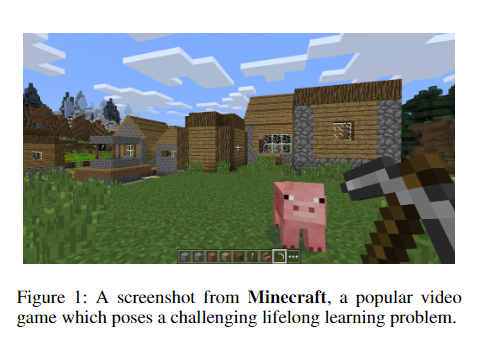 Figure 1: A screenshot from Minecraft, a popular video
game which poses a challenging lifelong learning problem.